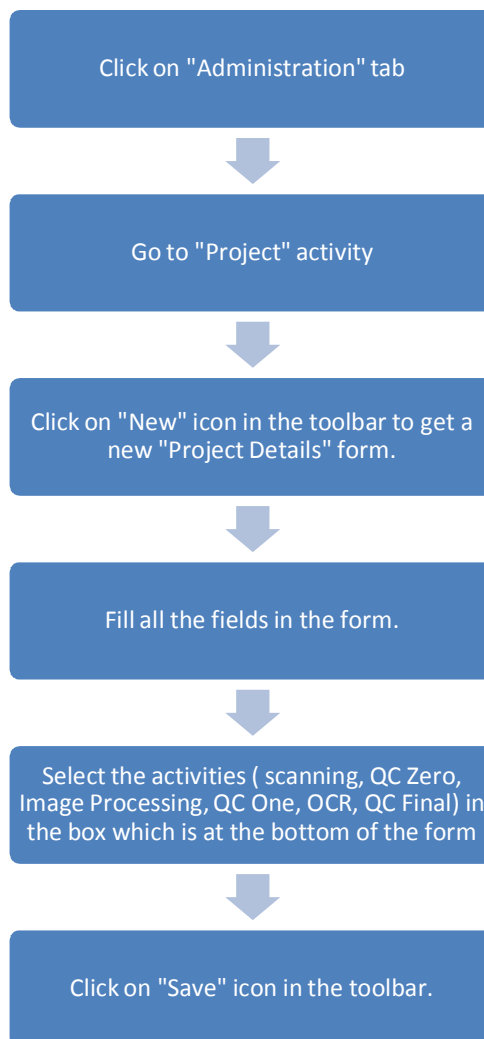 Click on "Administration" tab
Go to "Project" activity
Click on "New" icon in the toolbar to get a
new "Project Details" form.
Fill all the fields in the form.
Select the activities ( scanning, QC Zero,
Image Processing, QC One, OCR, QC Final) in
the box which is at the bottom of the form
Click on "Save" icon in the toolbar.